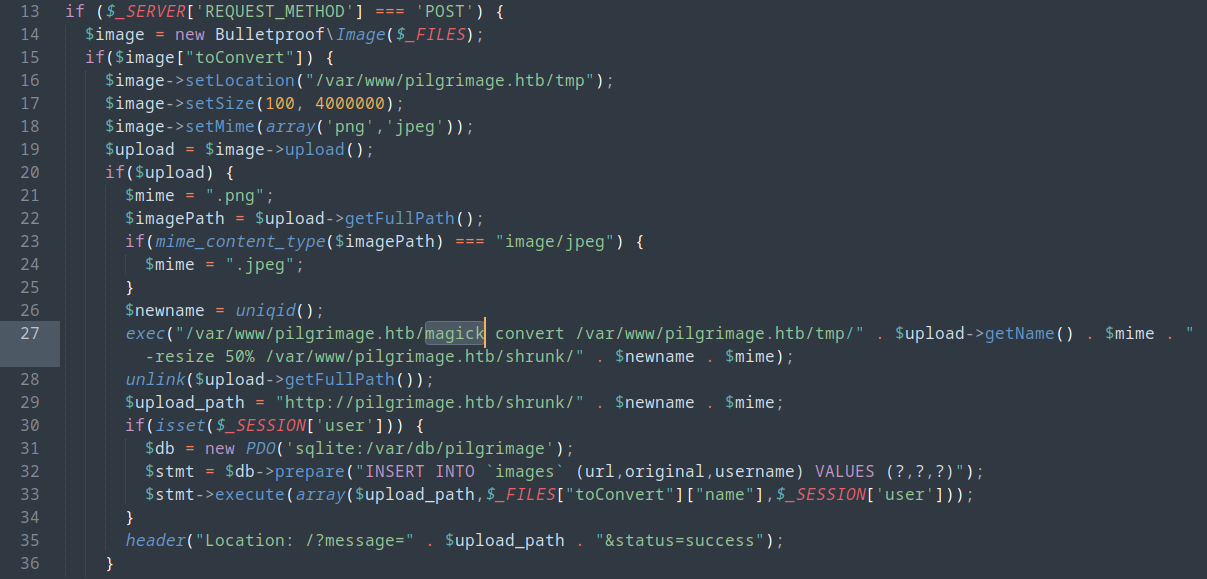 13 if ($_SERVER['REQUEST_METHOD'] === 'POST') {
14 $image = new Bulletproof\Image($_FILES);
15 if($image["toConvert"]) {
16 $image->setLocation("/var/www/pilgrimage.htb/tmp");
17 $image->setSize(100, 4000000);
18 $image->setMime(array('png','jpeg'));
19 $upload = $image->upload();
20 if($upload) {
21 $mime = ".png";
22 $imagePath = $upload->getFullPath();
23 if(mime_content_type($imagePath) === "image/jpeg") {
24 $mime = ".jpeg";
25 }
26 $newname = uniqid();
27 exec("/var/www/pilgrimage.htb/magick convert /var/www/pilgrimage.htb/tmp/" . $upload->getName() . $mime . "
-resize 50% /var/www/pilgrimage.htb/shrunk/" . $newname . $mime);
28 unlink($upload->getFullPath());
29 $upload_path = "http://pilgrimage.htb/shrunk/" . $newname . $mime;
30 if(isset($_SESSION['user'])) {
31 $db = new PDO('sqlite:/var/db/pilgrimage');
32 $stmt = $db->prepare("INSERT INTO `images` (url,original,username) VALUES (?,?,?)");
33 $stmt->execute(array($upload_path,$_FILES["toConvert"]["name"],$_SESSION['user']));
34 }
35 header("Location: /?message=" . $upload_path . "&status=success");
36 }